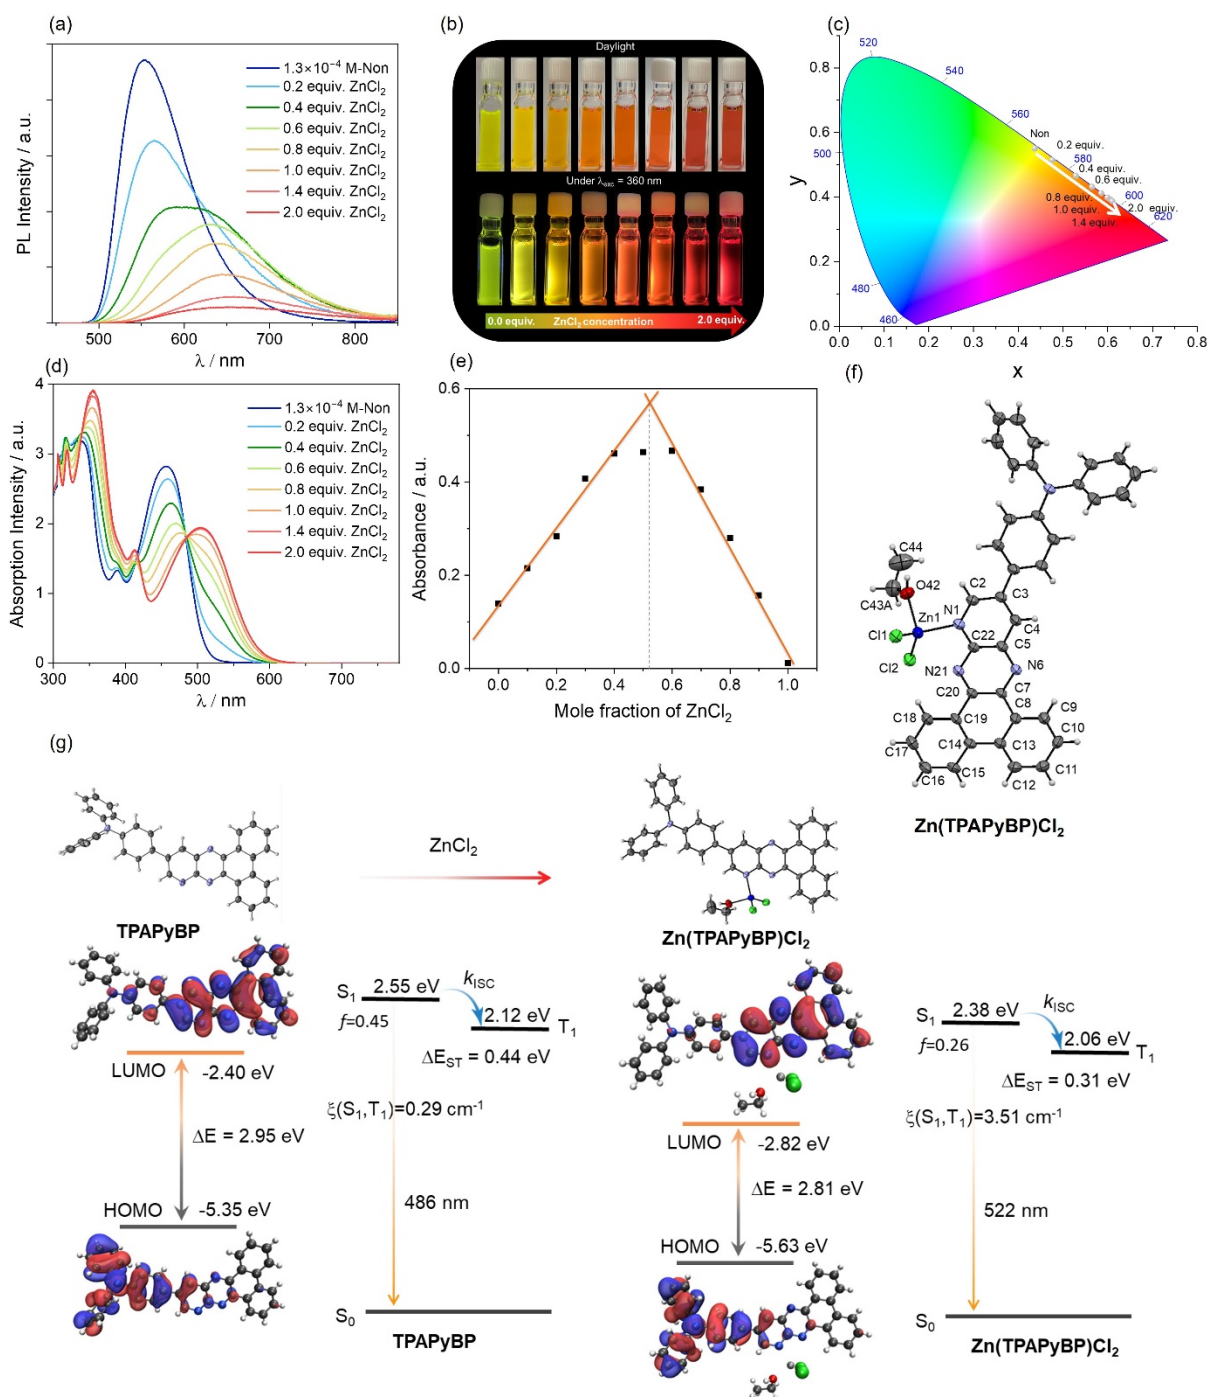 (a)
PL Intensity / a.u.
1.3×10⁻⁴ M-Non
0.2 equiv. ZnCl₂
0.4 equiv. ZnCl₂
0.6 equiv. ZnCl₂
0.8 equiv. ZnCl₂
1.0 equiv. ZnCl₂
1.4 equiv. ZnCl₂
2.0 equiv. ZnCl₂
500 600 700 800
λ / nm
(b)
Daylight
Under λexc = 360 nm
0.0 equiv. ZnCl₂ concentration 2.0 equiv.
(c)
y
0.8
0.6
0.5
0.4
0.3
0.2
0.0
0.0 0.1 0.2 0.3 0.4 0.5 0.6 0.7 0.8
x
520
540
560
500
580
600
620
480
460
Non
0.2 equiv.
0.4 equiv.
0.6 equiv.
0.8 equiv.
2.0 equiv.
1.0 equiv.
1.4 equiv.
(d)
Absorption Intensity / a.u.
4
3
2
1
0
300 400 500 600 700
λ / nm
1.3×10⁻⁴ M-Non
0.2 equiv. ZnCl₂
0.4 equiv. ZnCl₂
0.6 equiv. ZnCl₂
0.8 equiv. ZnCl₂
1.0 equiv. ZnCl₂
1.4 equiv. ZnCl₂
2.0 equiv. ZnCl₂
(e)
Absorbance / a.u.
0.6
0.4
0.2
0.0
0.0 0.2 0.4 0.6 0.8 1.0
Mole fraction of ZnCl₂
(f)
C44
O42
C43A
Zn1
N1
C2
C3
C4
Cl1
C22
C5
Cl2
N21
N6
C20
C7
C8
C18
C19
C9
C17
C14
C13
C10
C16
C15
C12
C11
Zn(TPAPyBP)Cl₂
(g)
TPAPyBP
ZnCl₂
Zn(TPAPyBP)Cl₂
LUMO
-2.40 eV
ΔE = 2.95 eV
HOMO
-5.35 eV
S₁
2.55 eV
kISC
f=0.45
2.12 eV
T₁
ΔEST = 0.44 eV
ξ(S₁,T₁)=0.29 cm⁻¹
486 nm
S₀
TPAPyBP
LUMO
-2.82 eV
ΔE = 2.81 eV
HOMO
-5.63 eV
S₁
2.38 eV
kISC
f=0.26
2.06 eV
T₁
ΔEST = 0.31 eV
ξ(S₁,T₁)=3.51 cm⁻¹
522 nm
S₀
Zn(TPAPyBP)Cl₂